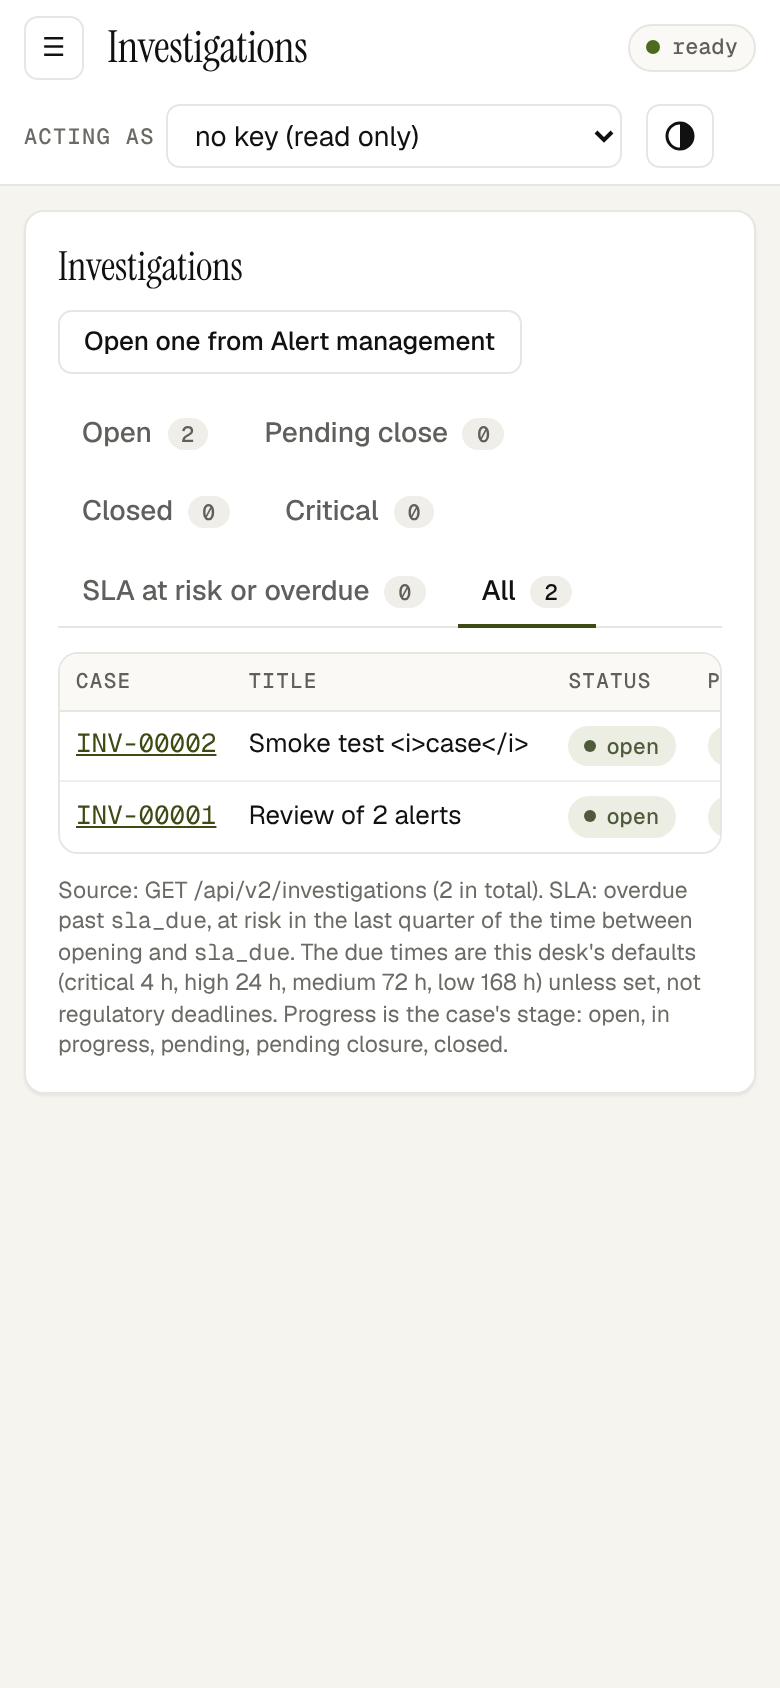 ☰ Investigations ready
ACTING AS no key (read only)
Investigations
Open one from Alert management
Open 2 Pending close 0
Closed 0 Critical 0
SLA at risk or overdue 0 All 2
CASE TITLE STATUS P
INV-00002 Smoke test <i>case</i> open
INV-00001 Review of 2 alerts open
Source: GET /api/v2/investigations (2 in total). SLA: overdue
past sla_due, at risk in the last quarter of the time between
opening and sla_due. The due times are this desk's defaults
(critical 4 h, high 24 h, medium 72 h, low 168 h) unless set, not
regulatory deadlines. Progress is the case's stage: open, in
progress, pending, pending closure, closed.